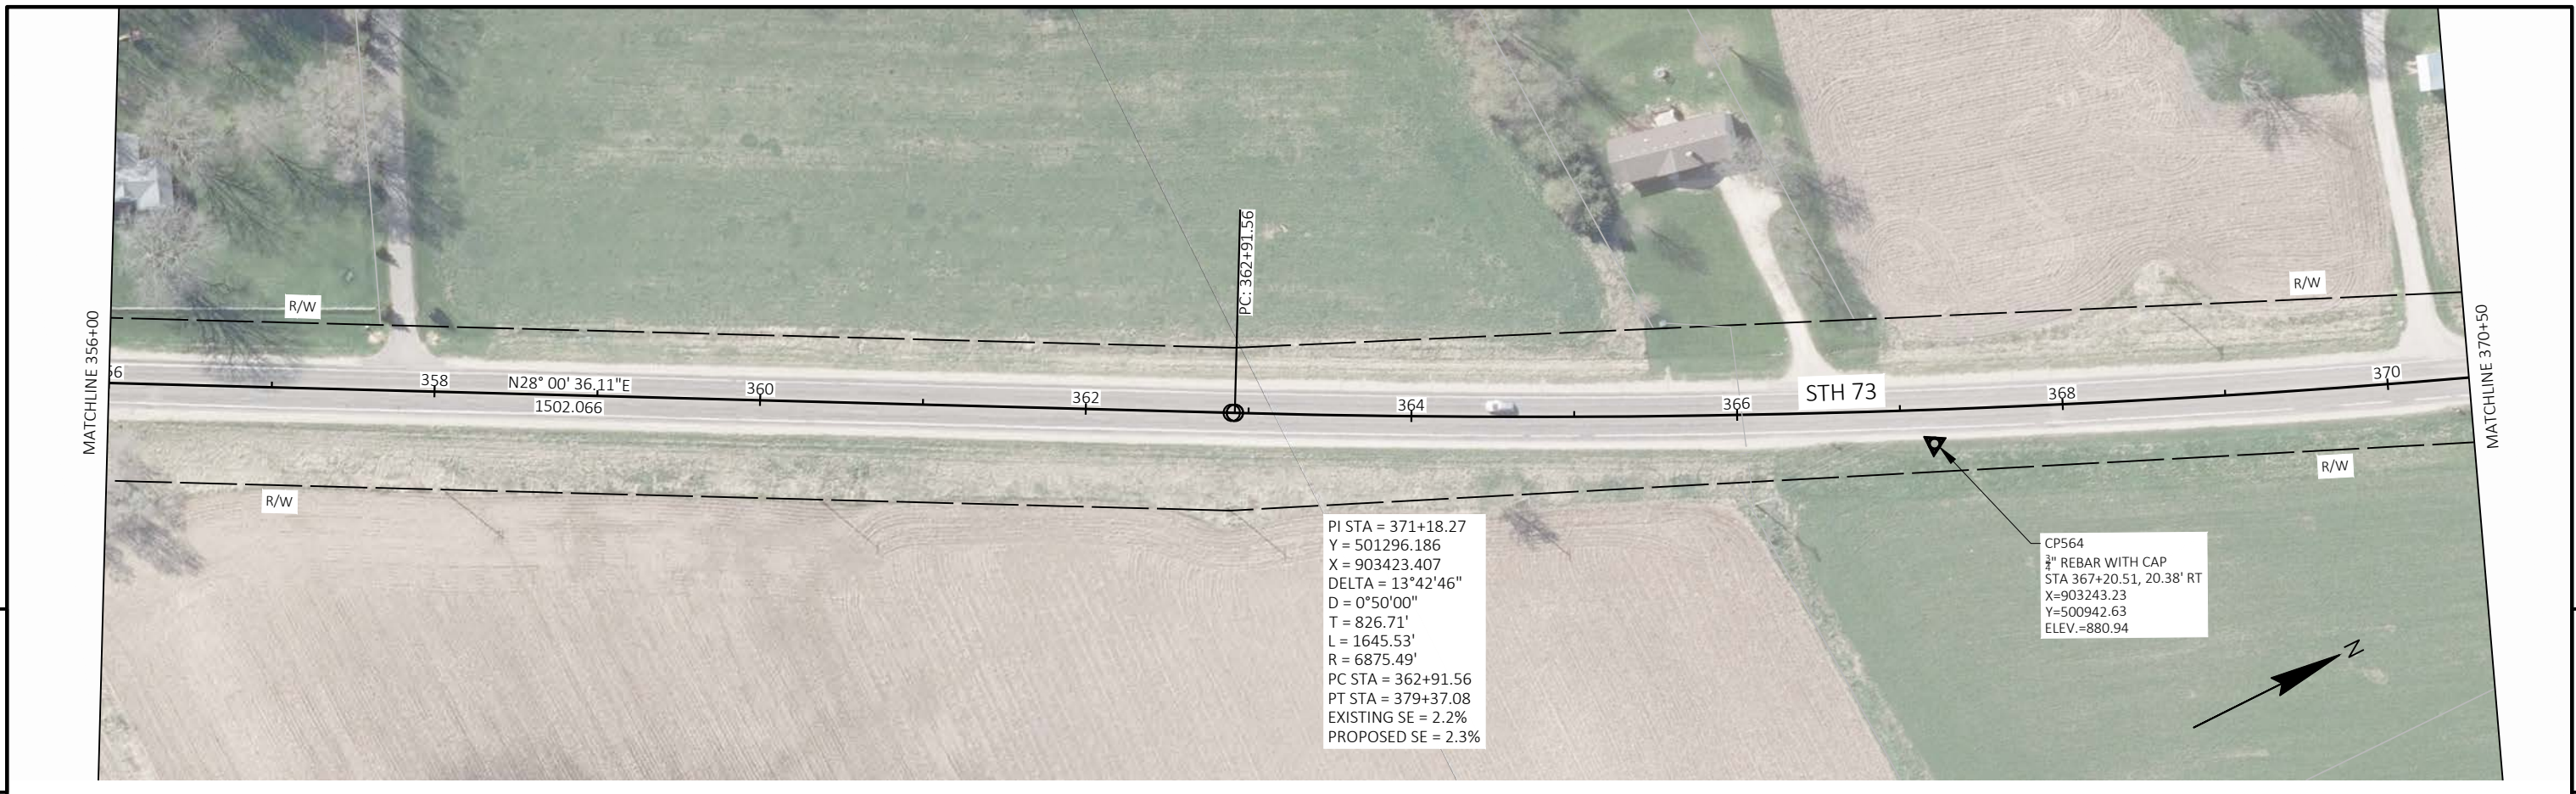 PC: 362+91.56
R/W
R/W
MATCHLINE 356+00
MATCHLINE 370+50
358
N28° 00' 36.11"E
1502.066
360
362
364
366
STH 73
368
370
R/W
R/W
PI STA = 371+18.27
Y = 501296.186
X = 903423.407
DELTA = 13°42'46"
D = 0°50'00"
T = 826.71'
L = 1645.53'
R = 6875.49'
PC STA = 362+91.56
PT STA = 379+37.08
EXISTING SE = 2.2%
PROPOSED SE = 2.3%
CP564
3/4" REBAR WITH CAP
STA 367+20.51, 20.38' RT
X=903243.23
Y=500942.63
ELEV.=880.94
N